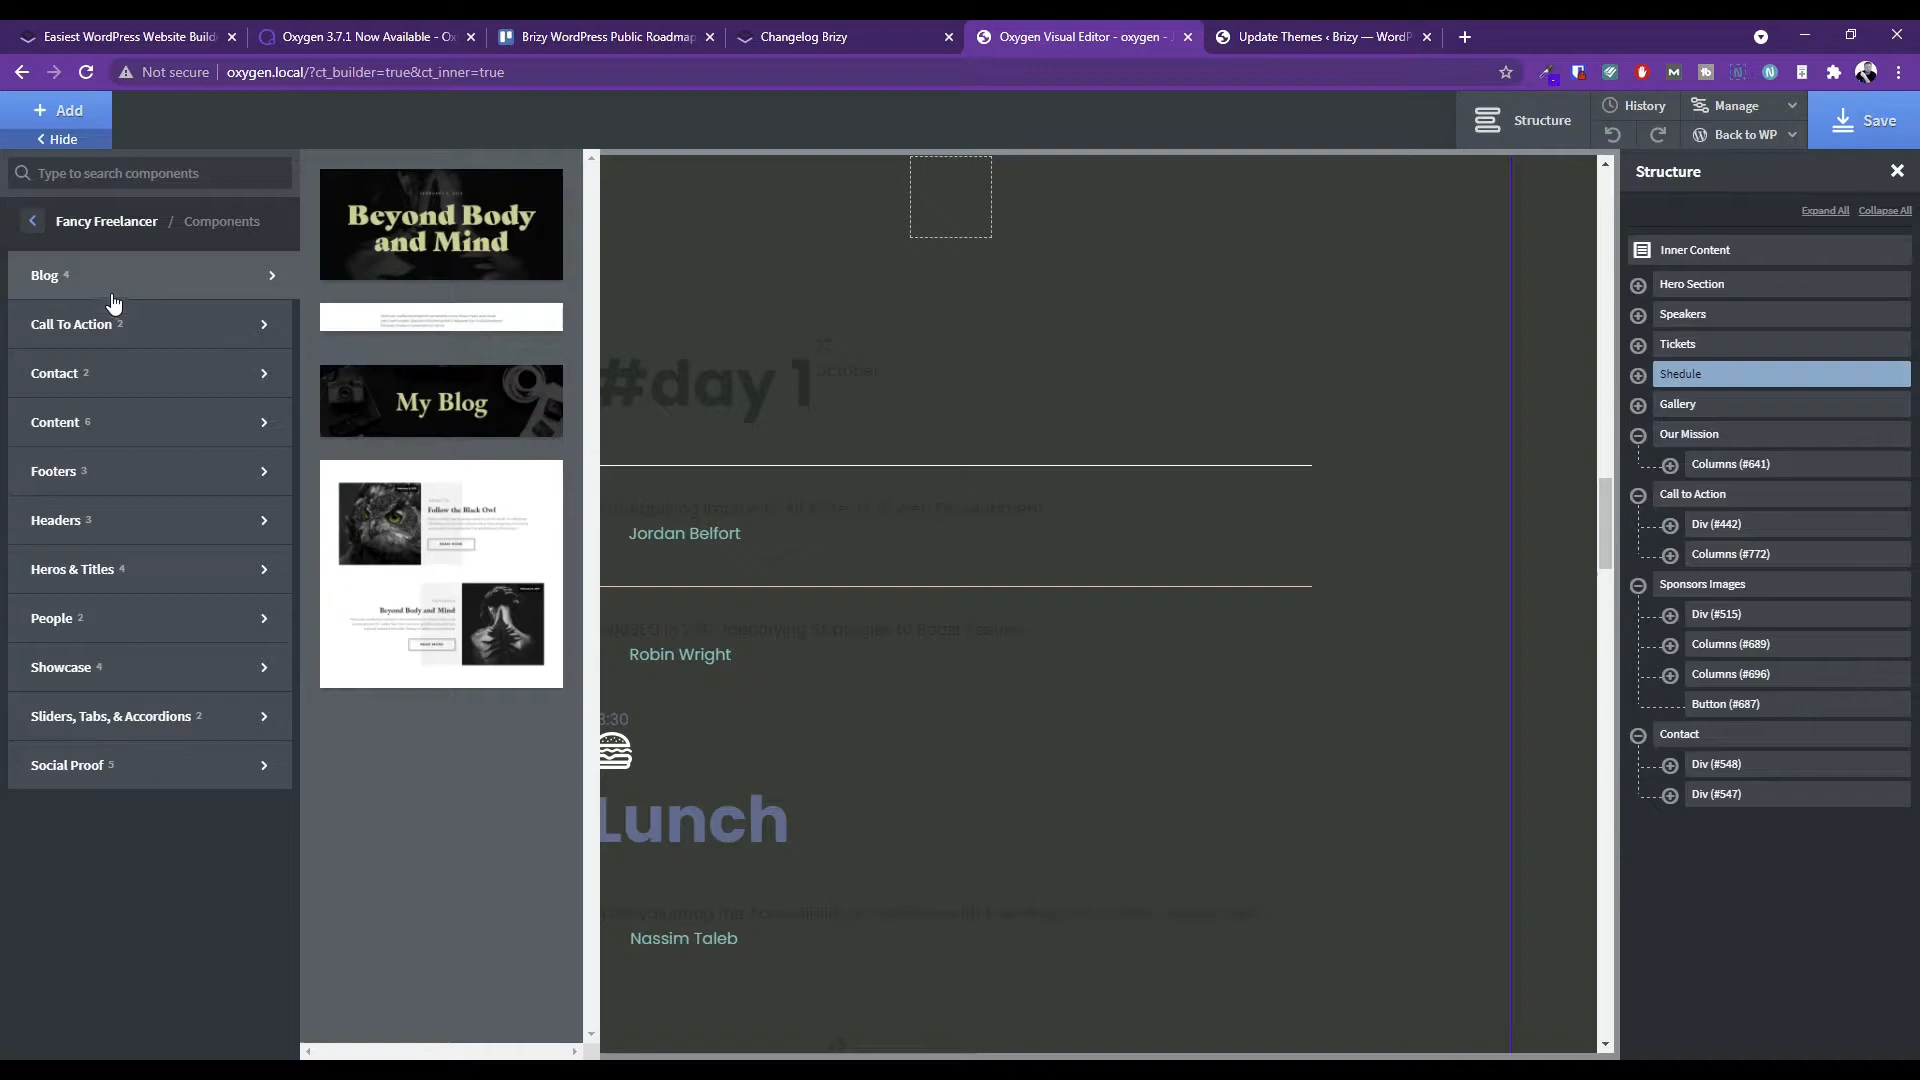 Easiest WordPress Website Build
Oxygen 3.7.1 Now Available - Ox
Brizy WordPress Public Roadmap
Changelog Brizy
Oxygen Visual Editor - oxygen -
Update Themes ‹ Brizy — WordP
Not secure
oxygen.local/?ct_builder=true&ct_inner=true
+ Add
Hide
Structure
History
Manage
Back to WP
Save
Type to search components
Fancy Freelancer / Components
Blog 4
Call To Action 2
Contact 2
Content 6
Footers 3
Headers 3
Heros & Titles 4
People 2
Showcase 4
Sliders, Tabs, & Accordions 2
Social Proof 5
Beyond Body
and Mind
My Blog
Follow the Black Owl
READ MORE
Beyond Body and Mind
READ MORE
#day 1
October
Jordan Belfort
Robin Wright
3:30
Lunch
Nassim Taleb
Structure
Expand All
Collapse All
Inner Content
Hero Section
Speakers
Tickets
Shedule
Gallery
Our Mission
Columns (#641)
Call to Action
Div (#442)
Columns (#772)
Sponsors Images
Div (#515)
Columns (#689)
Columns (#696)
Button (#687)
Contact
Div (#548)
Div (#547)